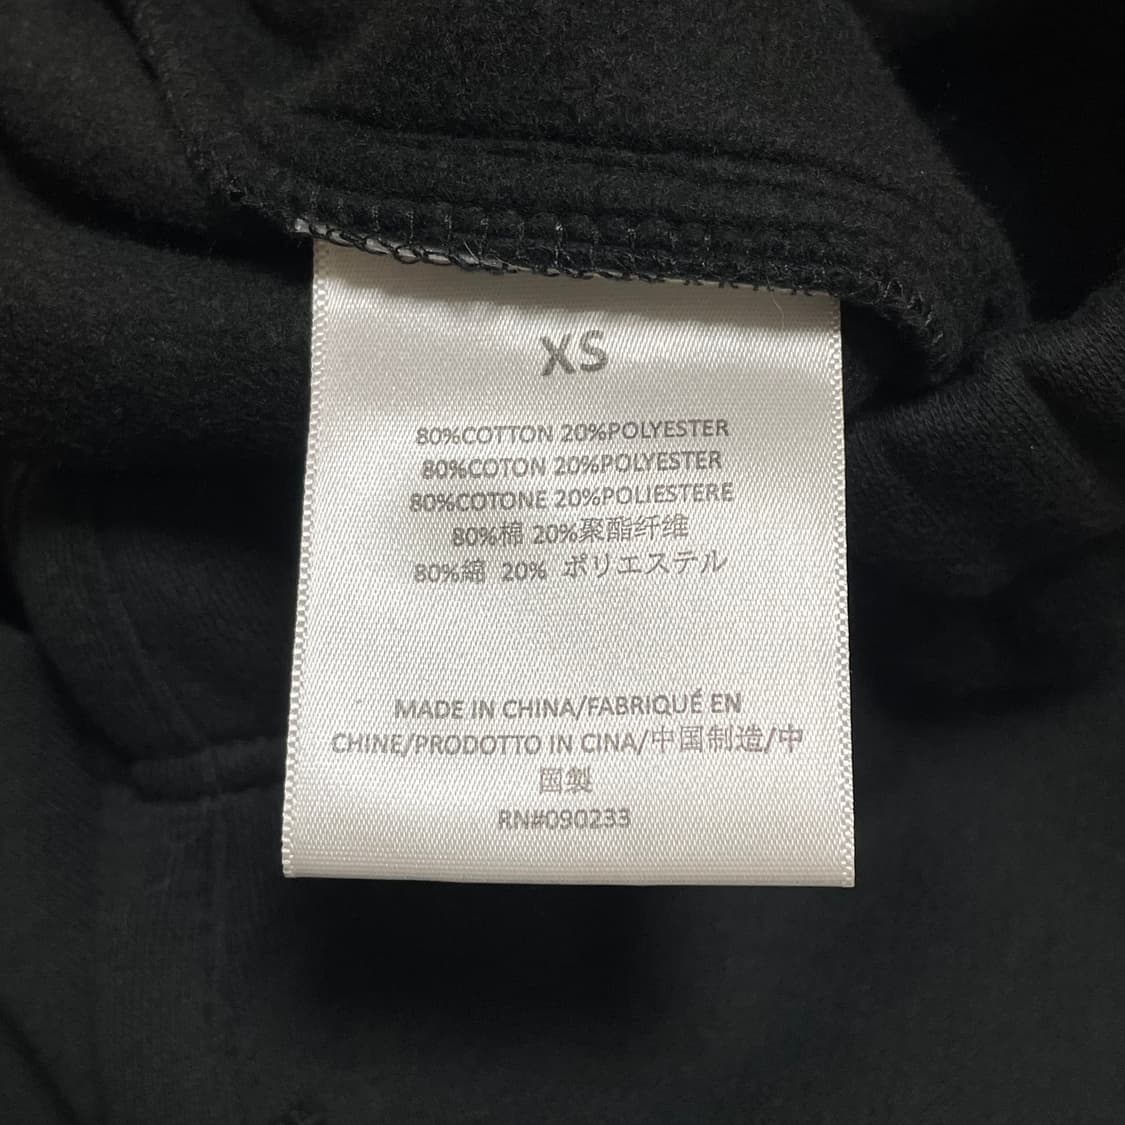 XS
80%COTTON 20%POLYESTER
80%COTON 20%POLYESTER
80%COTONE 20%POLIESTERE
80%棉 20%聚酯纤维
80%綿 20% ポリエステル
MADE IN CHINA/FABRIQUÉ EN
CHINE/PRODOTTO IN CINA/中国制造/中
国製
RN#090233